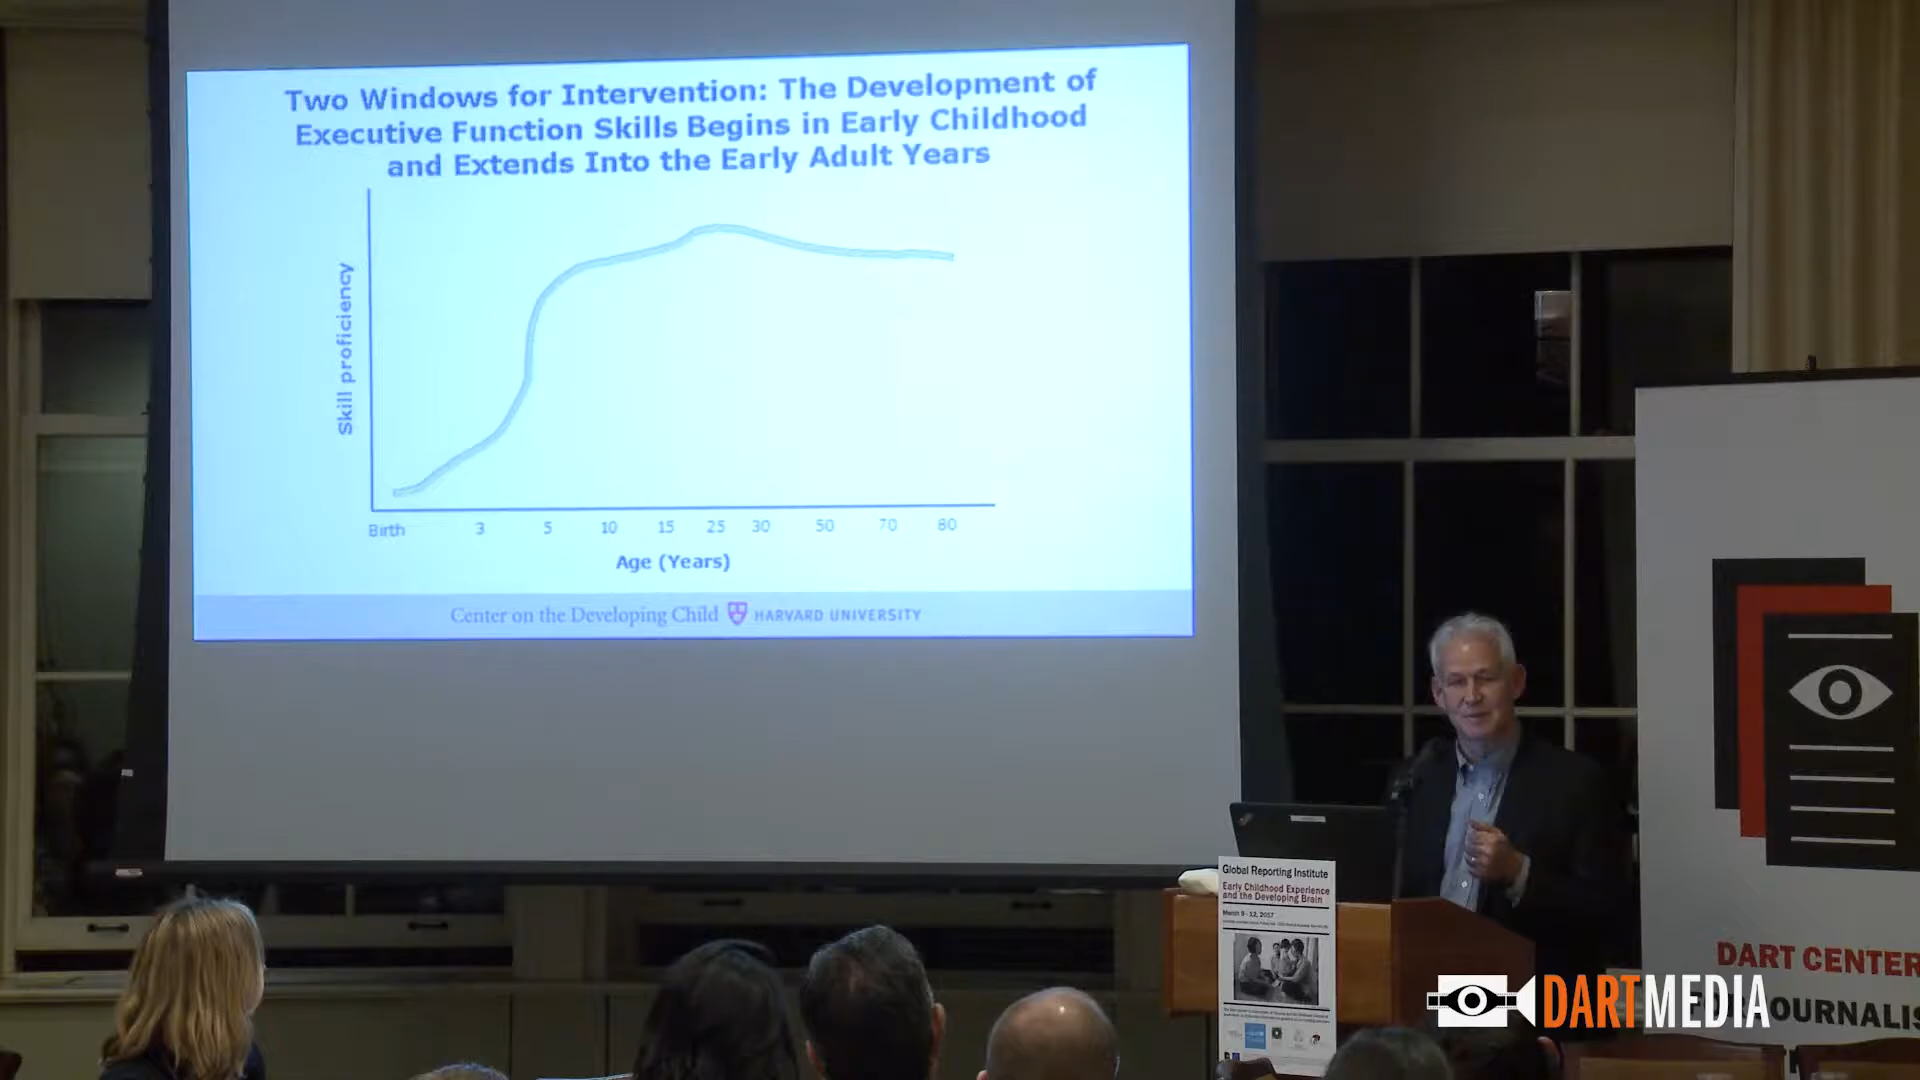 Two Windows for Intervention: The Development of
Executive Function Skills Begins in Early Childhood
and Extends Into the Early Adult Years
Skill proficiency
Birth 3 5 10 15 25 30 50 70 80
Age (Years)
Center on the Developing Child HARVARD UNIVERSITY
Global Reporting Institute
Early Childhood Experience
and the Developing Brain
March 9 - 12, 2017
DART CENTER
OURNALIS
DARTMEDIA